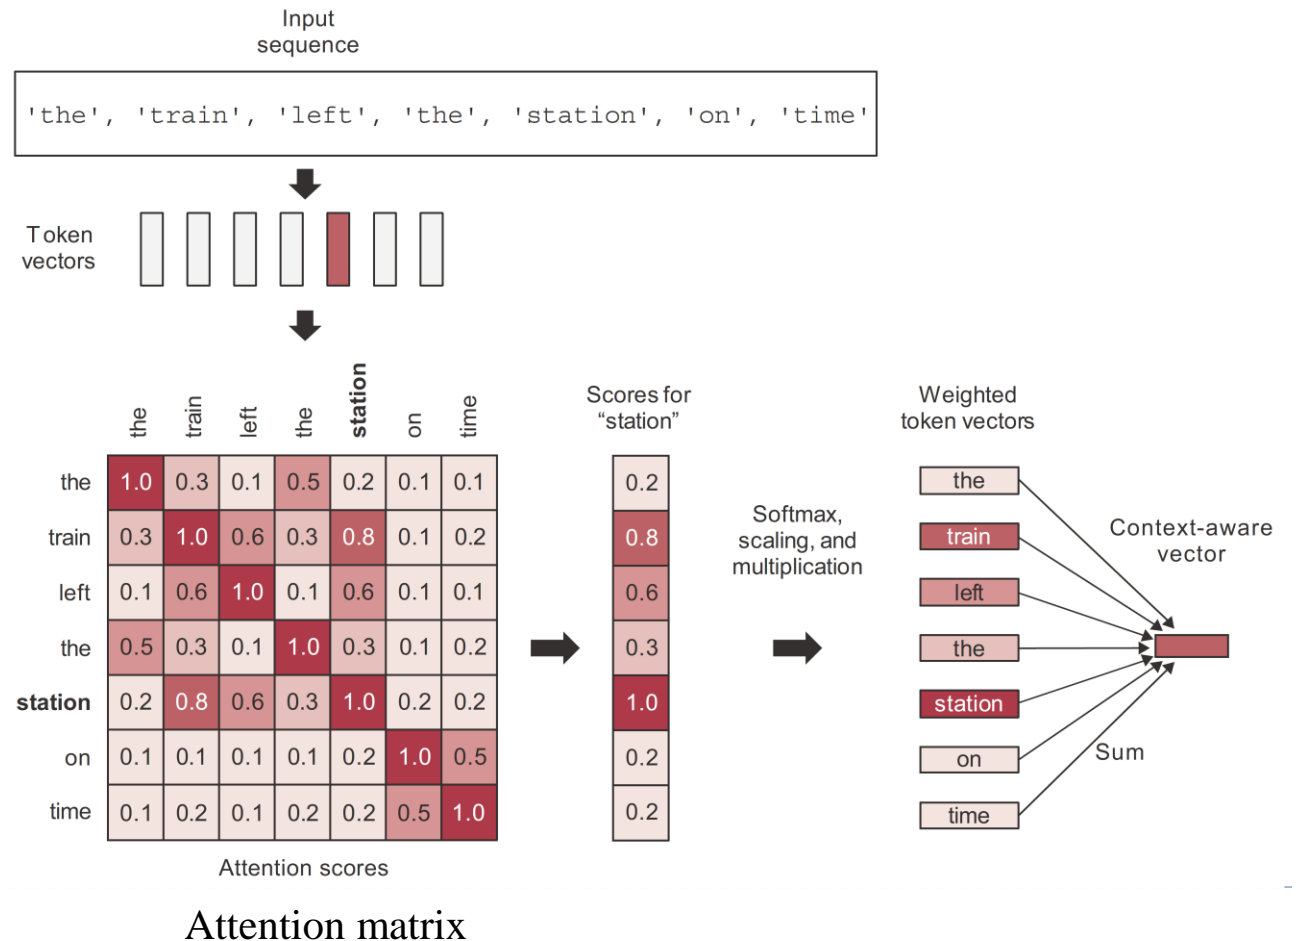 Input
sequence
'the', 'train', 'left', 'the', 'station', 'on', 'time'
Token
vectors
the train left the station on time
the 1.0 0.3 0.1 0.5 0.2 0.1 0.1
train 0.3 1.0 0.6 0.3 0.8 0.1 0.2
left 0.1 0.6 1.0 0.1 0.6 0.1 0.1
the 0.5 0.3 0.1 1.0 0.3 0.1 0.2
station 0.2 0.8 0.6 0.3 1.0 0.2 0.2
on 0.1 0.1 0.1 0.1 0.2 1.0 0.5
time 0.1 0.2 0.1 0.2 0.2 0.5 1.0
Attention scores
Scores for
“station”
0.2
0.8
0.6
0.3
1.0
0.2
0.2
Softmax,
scaling, and
multiplication
Weighted
token vectors
the
train
left
the
station
on
time
Context-aware
vector
Sum
Attention matrix